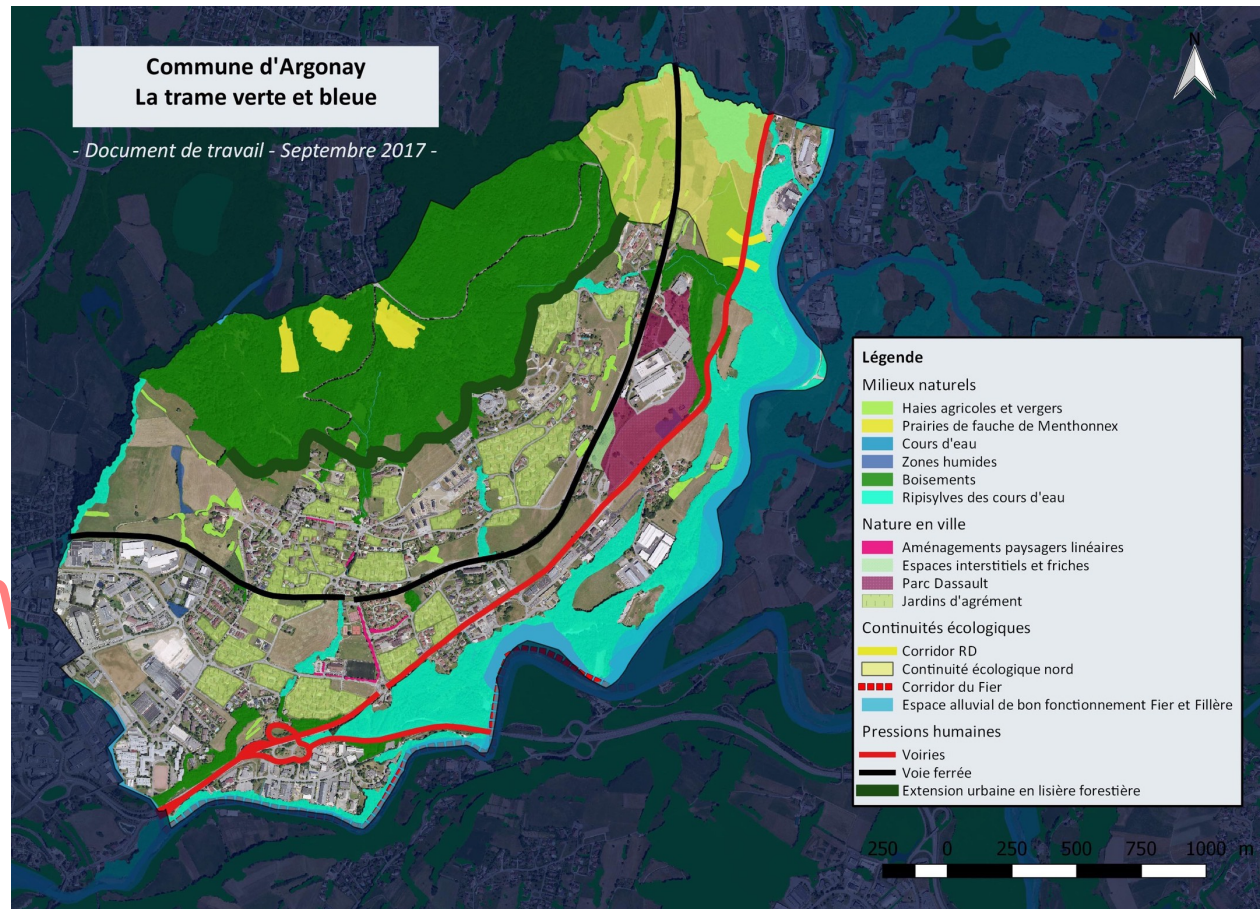 Commune d'Argonay
La trame verte et bleue
- Document de travail - Septembre 2017 -
N
Légende
Milieux naturels
Haies agricoles et vergers
Prairies de fauche de Menthonnex
Cours d'eau
Zones humides
Boisements
Ripisylves des cours d'eau
Nature en ville
Aménagements paysagers linéaires
Espaces interstitiels et friches
Parc Dassault
Jardins d'agrément
Continuités écologiques
Corridor RD
Continuité écologique nord
Corridor du Fier
Espace alluvial de bon fonctionnement Fier et Fillère
Pressions humaines
Voiries
Voie ferrée
Extension urbaine en lisière forestière
250 0 250 500 750 1000 m